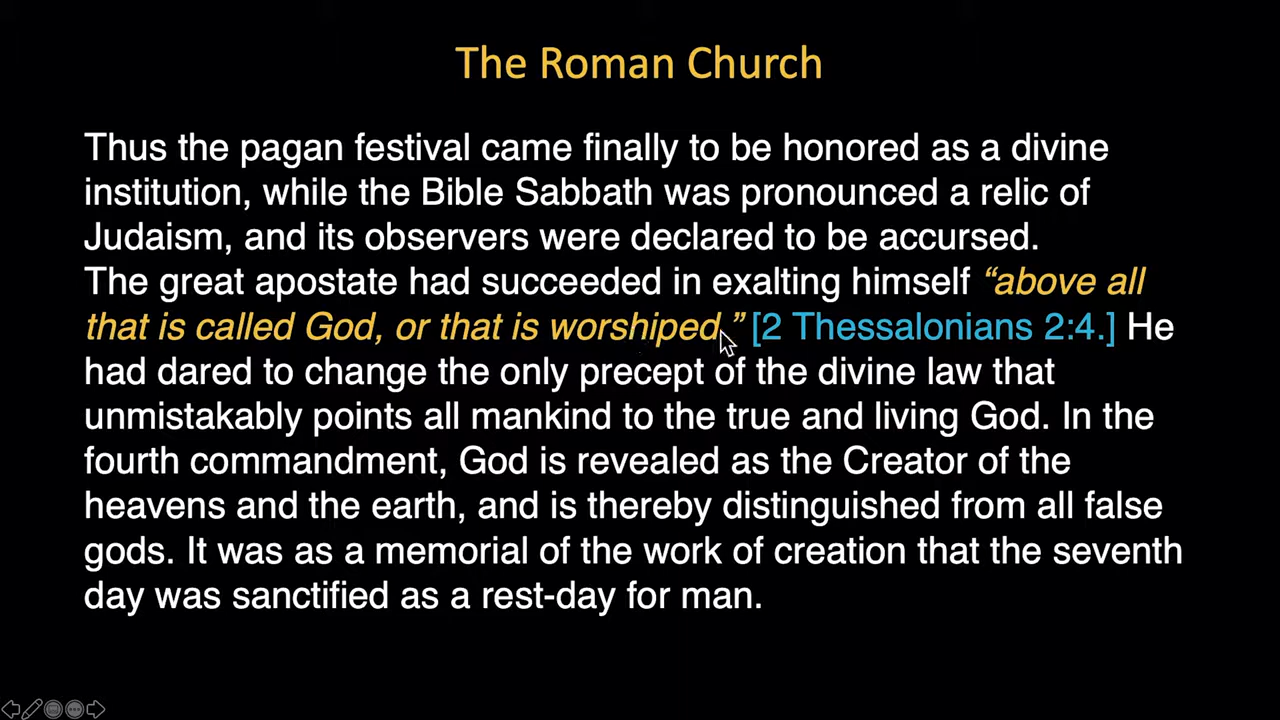 The Roman Church
Thus the pagan festival came finally to be honored as a divine
institution, while the Bible Sabbath was pronounced a relic of
Judaism, and its observers were declared to be accursed.
The great apostate had succeeded in exalting himself “above all
that is called God, or that is worshiped.” [2 Thessalonians 2:4.] He
had dared to change the only precept of the divine law that
unmistakably points all mankind to the true and living God. In the
fourth commandment, God is revealed as the Creator of the
heavens and the earth, and is thereby distinguished from all false
gods. It was as a memorial of the work of creation that the seventh
day was sanctified as a rest-day for man.